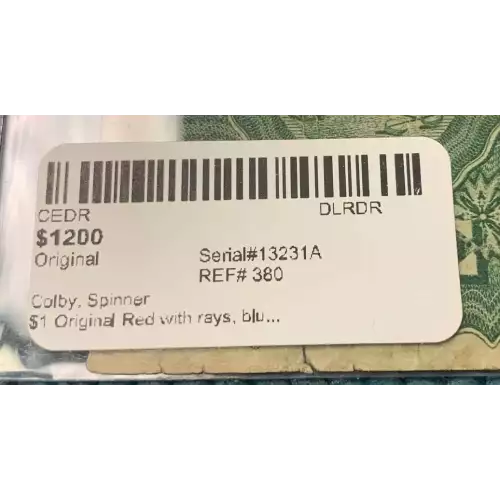 CEDR DLRDR
$1200
Original Serial#13231A
REF# 380
Colby, Spinner
$1 Original Red with rays, blu...